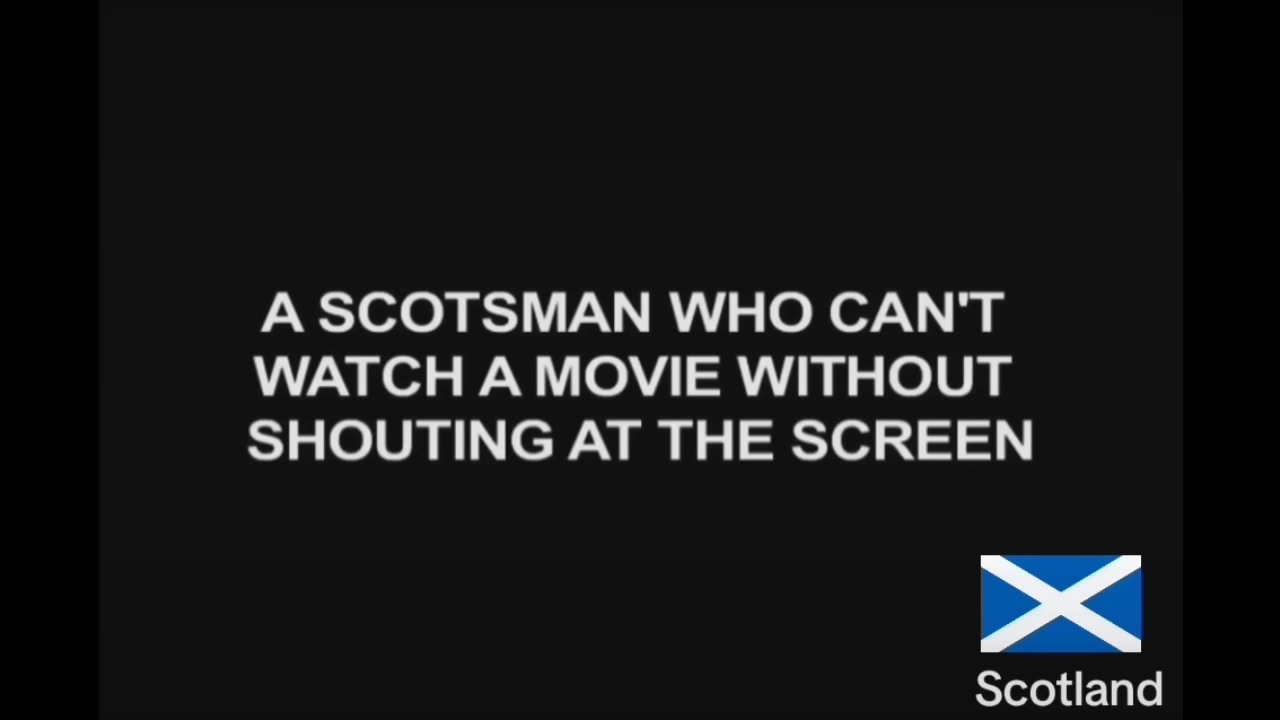 A SCOTSMAN WHO CAN'T
WATCH A MOVIE WITHOUT
SHOUTING AT THE SCREEN
Scotland